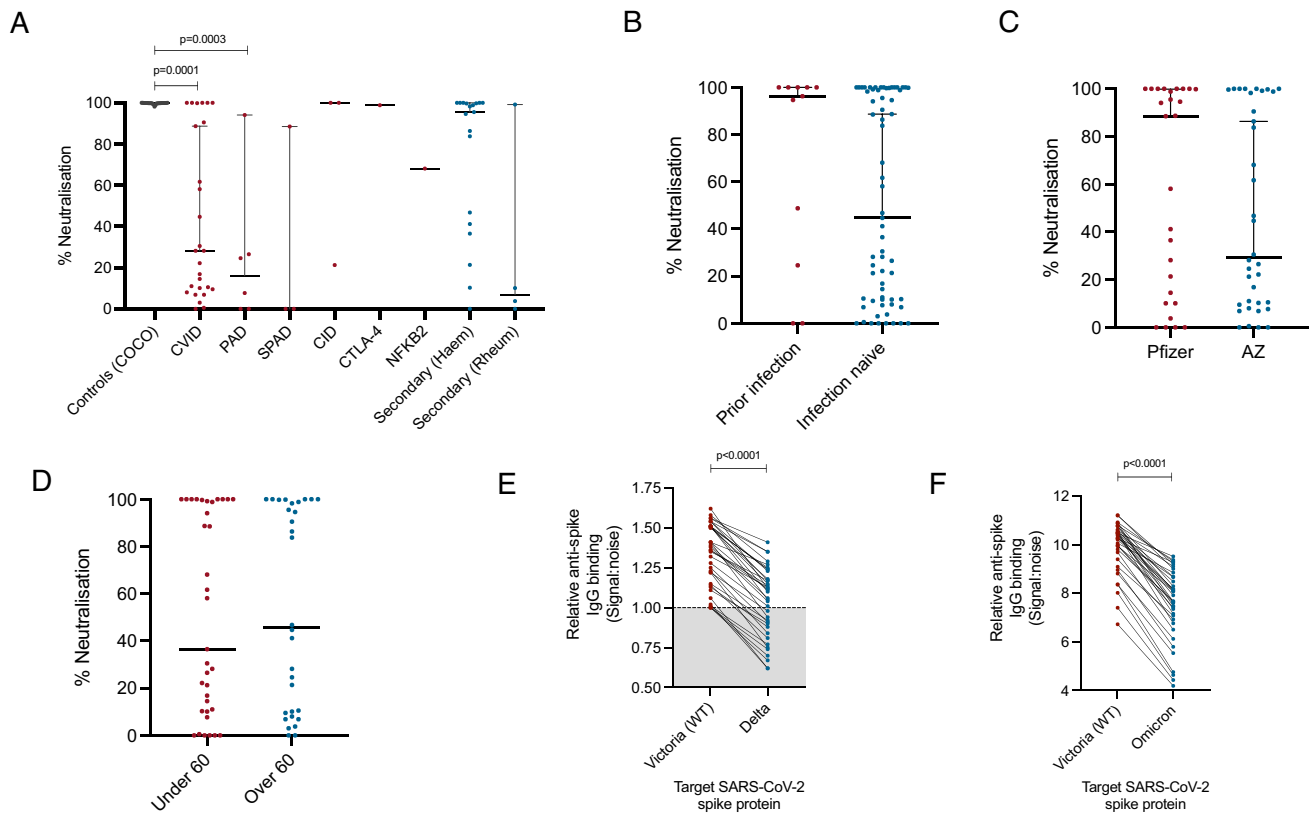 A
p=0.0003
p=0.0001
% Neutralisation
100
80
60
40
20
0
Controls (COCO)
CVID
PAD
SPAD
CID
CTLA-4
NFKB2
Secondary (Haem)
Secondary (Rheum)
B
% Neutralisation
100
80
60
40
20
0
Prior infection
Infection naive
C
% Neutralisation
100
80
60
40
20
0
Pfizer
AZ
D
% Neutralisation
100
80
60
40
20
0
Under 60
Over 60
E
p<0.0001
Relative anti-spike
IgG binding
(Signal:noise)
1.75
1.50
1.25
1.00
0.75
0.50
Victoria (WT)
Delta
Target SARS-CoV-2
spike protein
F
p<0.0001
Relative anti-spike
IgG binding
(Signal:noise)
12
10
8
6
4
Victoria (WT)
Omicron
Target SARS-CoV-2
spike protein